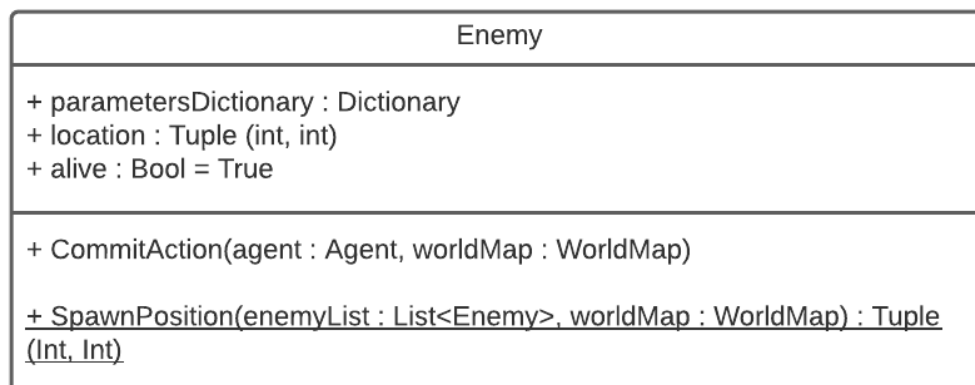 Enemy
+ parametersDictionary : Dictionary
+ location : Tuple (int, int)
+ alive : Bool = True
+ CommitAction(agent : Agent, worldMap : WorldMap)
+ SpawnPosition(enemyList : List<Enemy>, worldMap : WorldMap) : Tuple
(Int, Int)